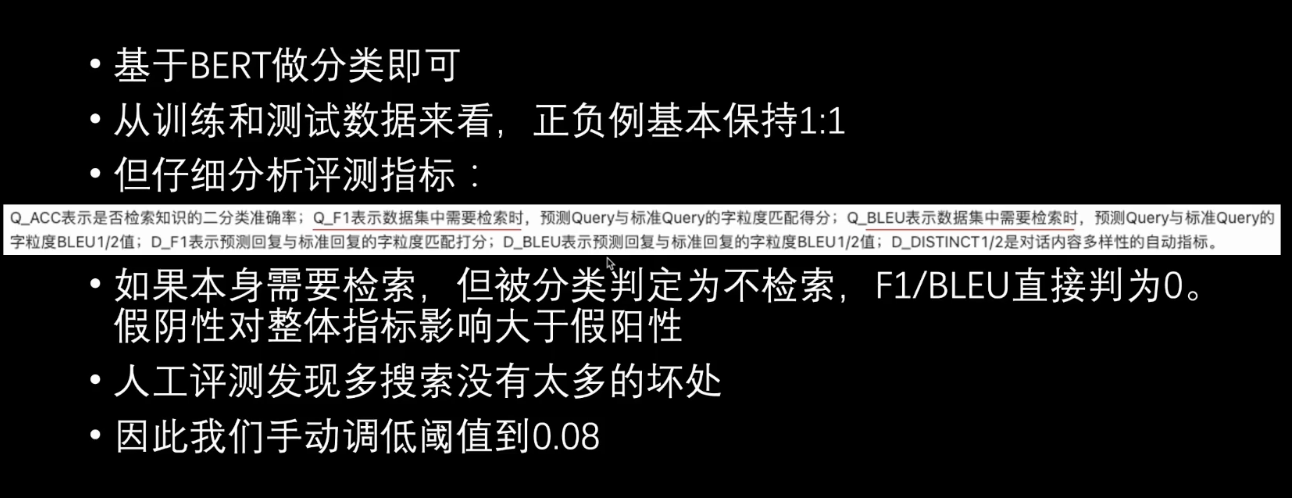 • 基于BERT做分类即可
• 从训练和测试数据来看，正负例基本保持1:1
• 但仔细分析评测指标：
Q_ACC表示是否检索知识的二分类准确率；Q_F1表示数据集中需要检索时，预测Query与标准Query的字粒度匹配得分；Q_BLEU表示数据集中需要检索时，预测Query与标准Query的
字粒度BLEU1/2值；D_F1表示预测回复与标准回复的字粒度匹配打分；D_BLEU表示预测回复与标准回复的字粒度BLEU1/2值；D_DISTINCT1/2是对话内容多样性的自动指标。
• 如果本身需要检索，但被分类判定为不检索，F1/BLEU直接判为0。
假阴性对整体指标影响大于假阳性
• 人工评测发现多搜索没有太多的坏处
• 因此我们手动调低阈值到0.08